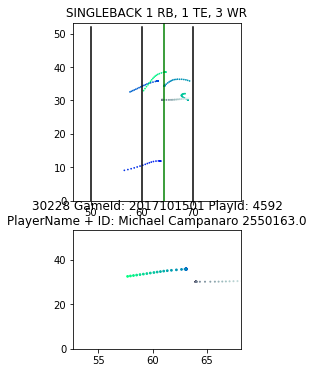 SINGLEBACK 1 RB, 1 TE, 3 WR
50
40
30
20
10
0
50 60 70
30228 GameId: 2017101501 PlayId: 4592
PlayerName + ID: Michael Campanaro 2550163.0
40
20
0
55 60 65